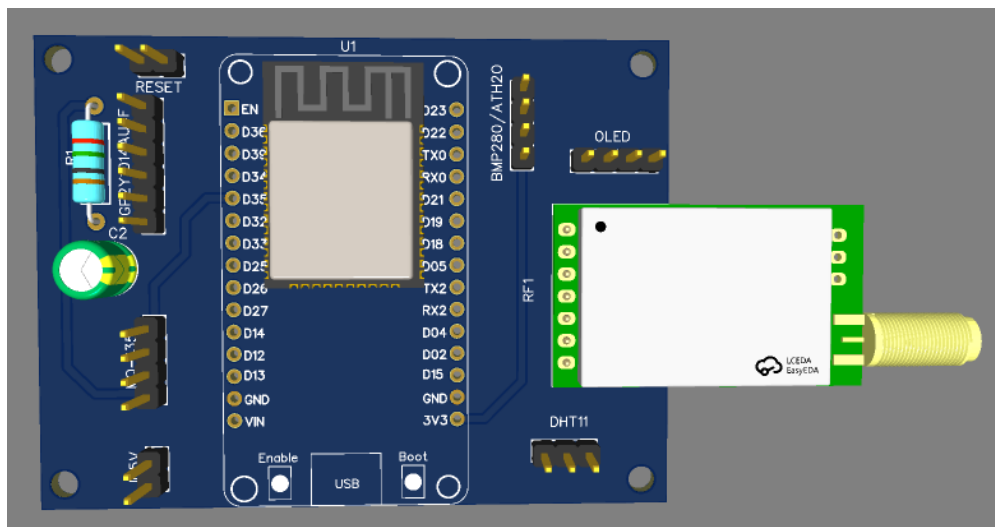 U1
RESET
EN
D36
D39
D34
D35
D32
D33
D25
D26
D27
D14
D12
D13
GND
VIN
D23
D22
TX0
RX0
D21
D19
D18
D05
TX2
RX2
D04
D02
D15
GND
3V3
R1
C2
BMP280/ATH20
OLED
RF1
LCEDA
EasyEDA
DHT11
Enable
USB
Boot